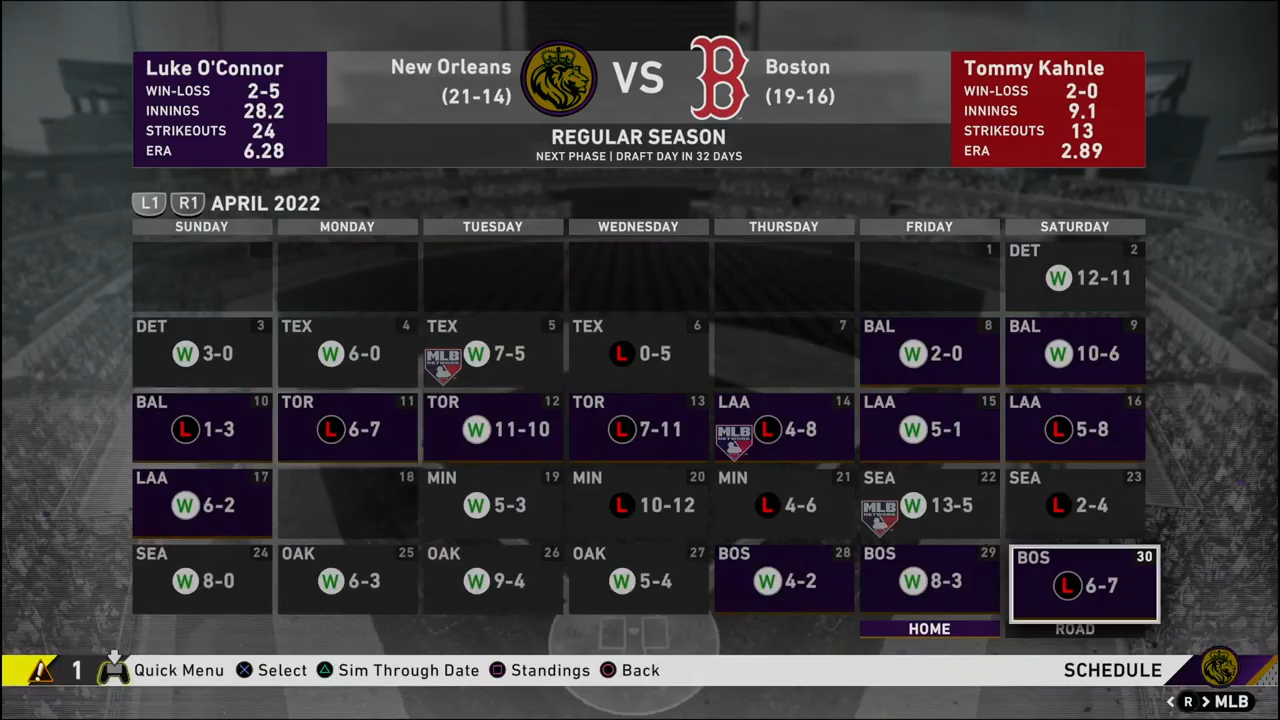 Luke O'Connor
WIN-LOSS 2-5
INNINGS 28.2
STRIKEOUTS 24
ERA 6.28
New Orleans
(21-14)
VS
B
Boston
(19-16)
REGULAR SEASON
NEXT PHASE | DRAFT DAY IN 32 DAYS
Tommy Kahnle
WIN-LOSS 2-0
INNINGS 9.1
STRIKEOUTS 13
ERA 2.89
L1 R1 APRIL 2022
SUNDAY MONDAY TUESDAY WEDNESDAY THURSDAY FRIDAY SATURDAY
1 DET 2
W 12-11
DET 3 TEX 4 TEX 5 TEX 6 7 BAL 8 BAL 9
W 3-0 W 6-0 MLB NETWORK W 7-5 L 0-5 W 2-0 W 10-6
BAL 10 TOR 11 TOR 12 TOR 13 LAA 14 LAA 15 LAA 16
L 1-3 L 6-7 W 11-10 L 7-11 MLB NETWORK L 4-8 W 5-1 L 5-8
LAA 17 18 MIN 19 MIN 20 MIN 21 SEA 22 SEA 23
W 6-2 W 5-3 L 10-12 L 4-6 MLB NETWORK W 13-5 L 2-4
SEA 24 OAK 25 OAK 26 OAK 27 BOS 28 BOS 29 BOS 30
W 8-0 W 6-3 W 9-4 W 5-4 W 4-2 W 8-3 L 6-7
HOME ROAD
1 Quick Menu Select Sim Through Date Standings Back SCHEDULE
< R > MLB